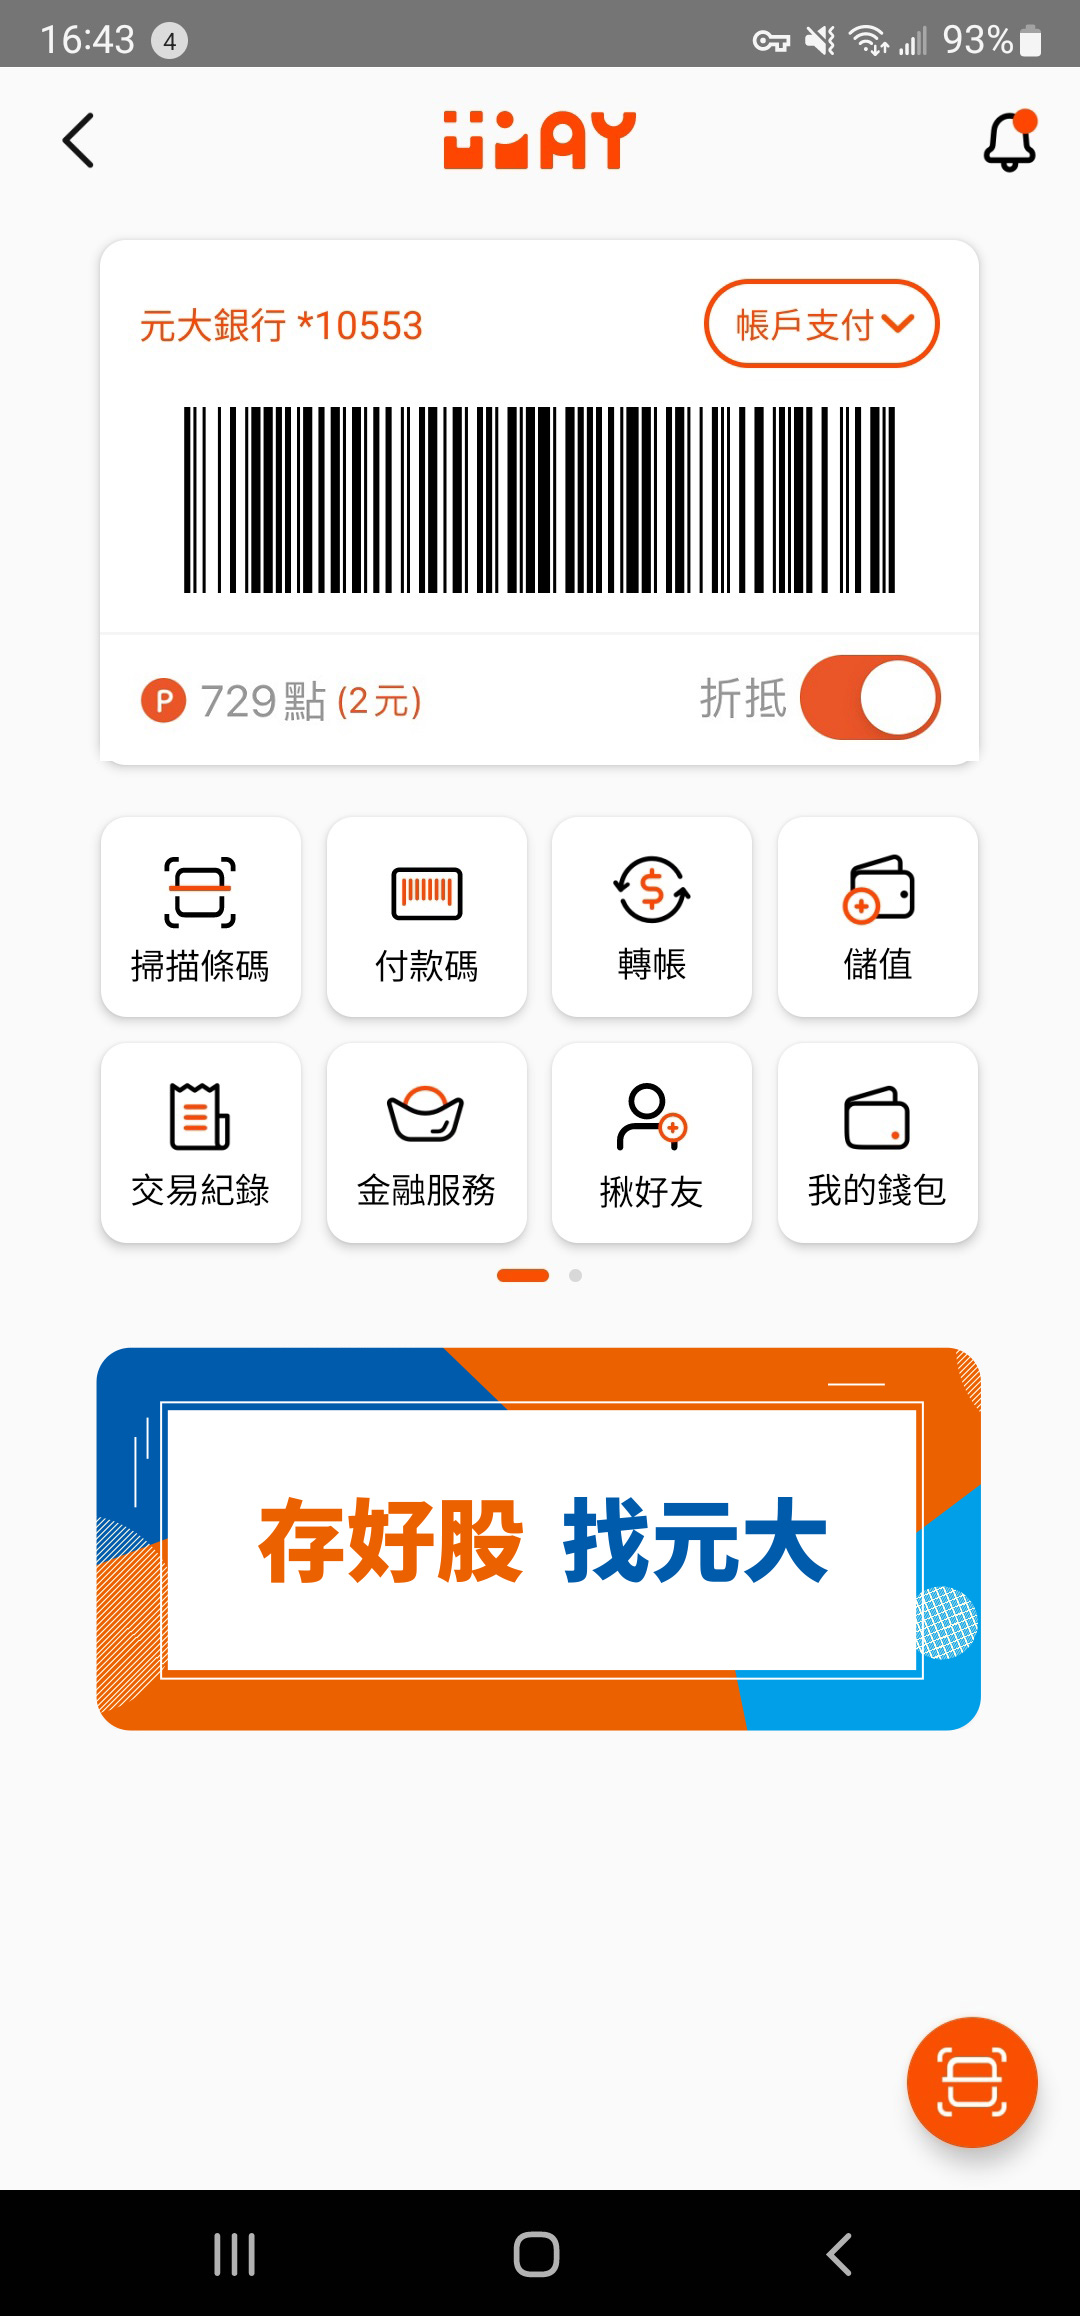 16:43 4 93%
UPAY
元大銀行 *10553 帳戶支付
P 729點 (2元) 折抵
掃描條碼 付款碼 轉帳 儲值
交易紀錄 金融服務 揪好友 我的錢包
存好股 找元大